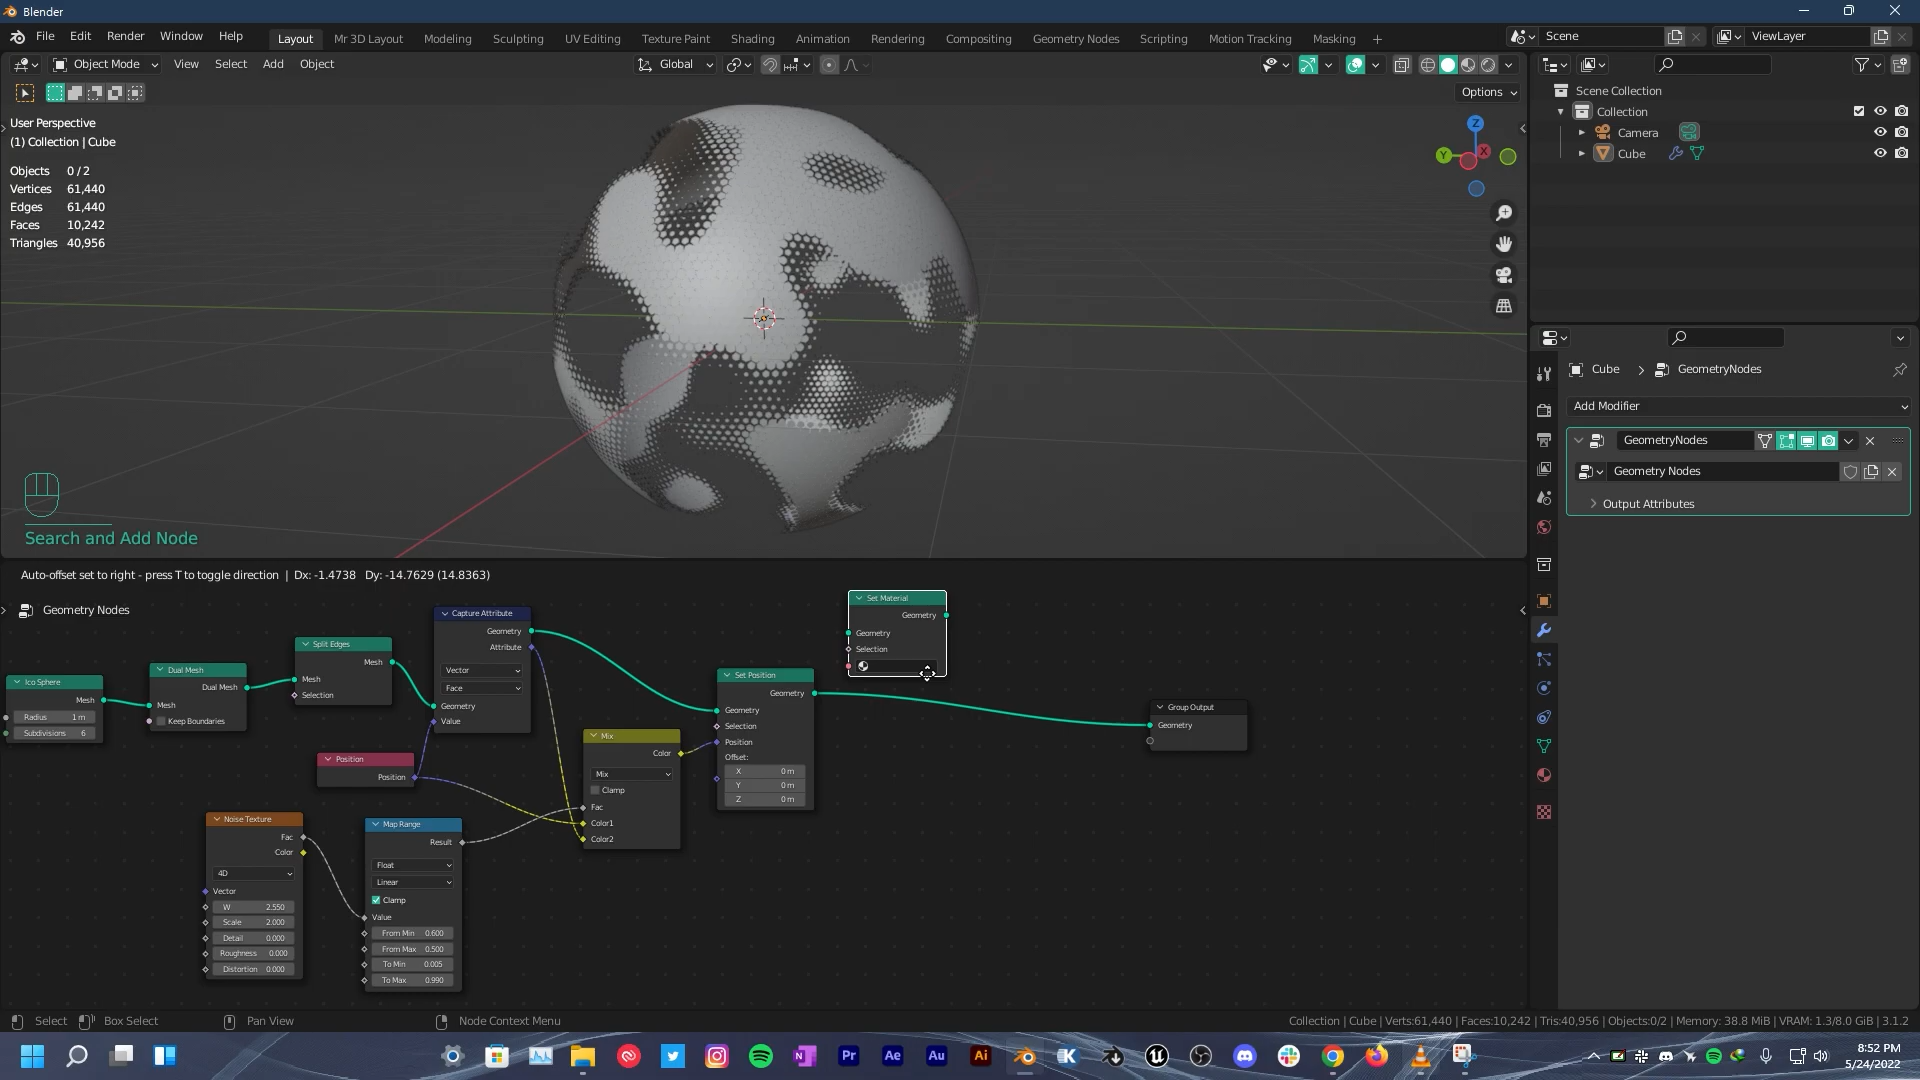 Blender
File Edit Render Window Help Layout Mr 3D Layout Modeling Sculpting UV Editing Texture Paint Shading Animation Rendering Compositing Geometry Nodes Scripting Motion Tracking Masking + Scene ViewLayer
Object Mode View Select Add Object Global
Options
User Perspective
(1) Collection | Cube
Objects 0 / 2
Vertices 61,440
Edges 61,440
Faces 10,242
Triangles 40,956
Z
Y
X
Search and Add Node
Scene Collection
Collection
Camera
Cube
Cube > GeometryNodes
Add Modifier
GeometryNodes
Geometry Nodes
Output Attributes
Auto-offset set to right - press T to toggle direction | Dx: -1.4738 Dy: -14.7629 (14.8363)
Geometry Nodes
Ico Sphere
Mesh
Radius 1 m
Subdivisions 6
Dual Mesh
Dual Mesh
Mesh
Keep Boundaries
Split Edges
Mesh
Mesh
Selection
Capture Attribute
Geometry
Attribute
Vector
Face
Geometry
Value
Position
Position
Noise Texture
Fac
Color
4D
Vector
W 2.550
Scale 2.000
Detail 0.000
Roughness 0.000
Distortion 0.000
Map Range
Result
Float
Linear
Clamp
Value
From Min 0.600
From Max 0.500
To Min 0.005
To Max 0.990
Mix
Color
Mix
Clamp
Fac
Color1
Color2
Set Position
Geometry
Geometry
Selection
Position
Offset:
X 0 m
Y 0 m
Z 0 m
Set Material
Geometry
Geometry
Selection
Group Output
Geometry
Select Box Select Pan View Node Context Menu Collection | Cube | Verts:61,440 | Faces:10,242 | Tris:40,956 | Objects:0/2 | Memory: 38.8 MiB | VRAM: 1.3/8.0 GiB | 3.1.2
N Pr Ae Au Ai K
8:52 PM
5/24/2022